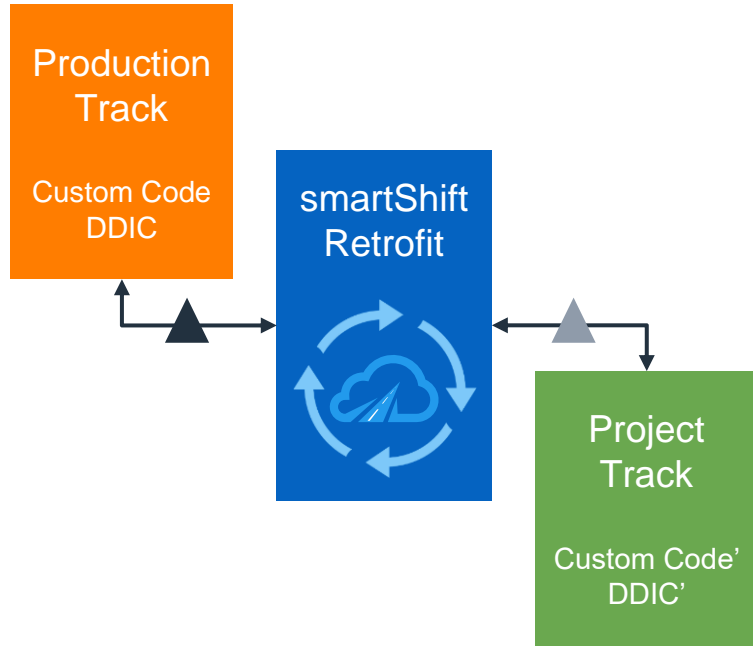 Production
Track
Custom Code
DDIC
smartShift
Retrofit
Project
Track
Custom Code’
DDIC’